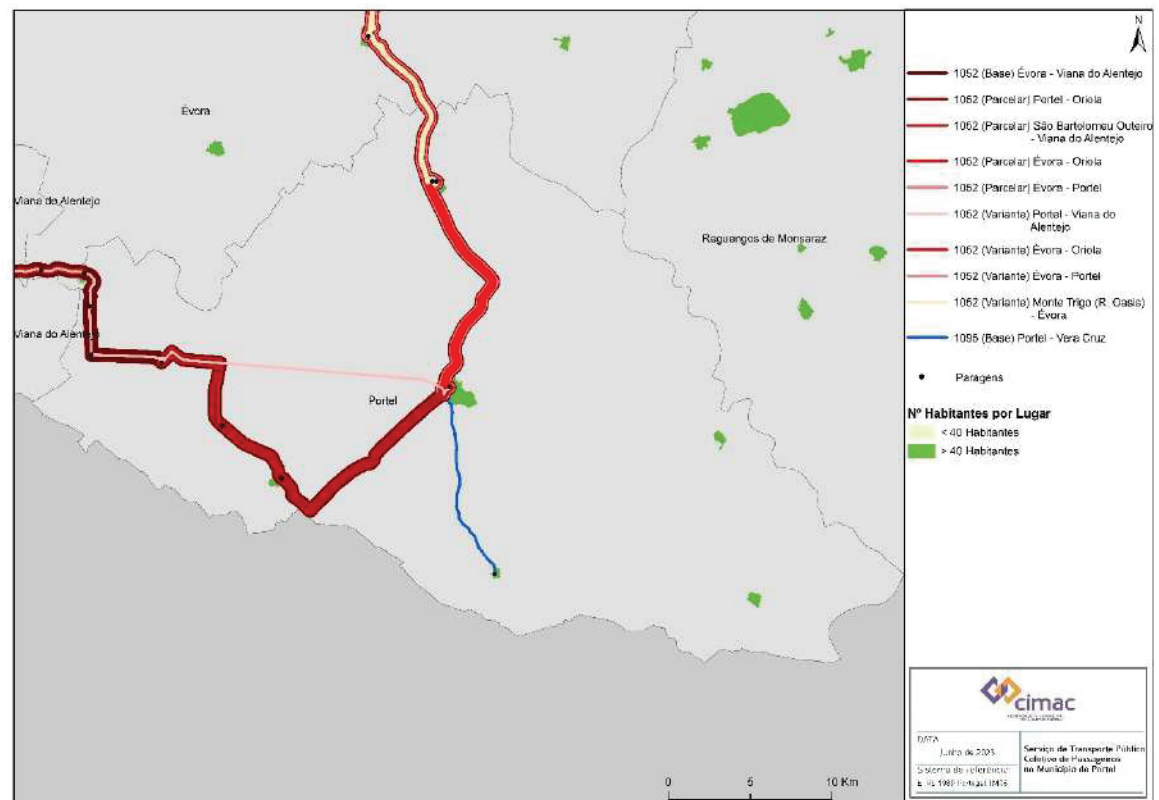 N
1052 (Base) Évora - Viana do Alentejo
1052 (Parcelar) Portel - Oriola
1052 (Parcelar) São Bartolomeu Outeiro
- Viana do Alentejo
1052 (Parcelar) Évora - Oriola
1052 (Parcelar) Évora - Portel
1052 (Variante) Portel - Viana do
Alentejo
1052 (Variante) Évora - Oriola
1052 (Variante) Évora - Portel
1052 (Variante) Monte Trigo (R. Oasis)
- Évora
1095 (Base) Portel - Vera Cruz
Paragens
Nº Habitantes por Lugar
< 40 Habitantes
> 40 Habitantes
Évora
Viana do Alentejo
Reguengos de Monsaraz
Viana do Alentejo
Portel
0 5 10 Km
cimac
DATA
Junho de 2025
Sistema de referência:
Serviço de Transporte Público
Coletivo de Passageiros
no Município de Portel